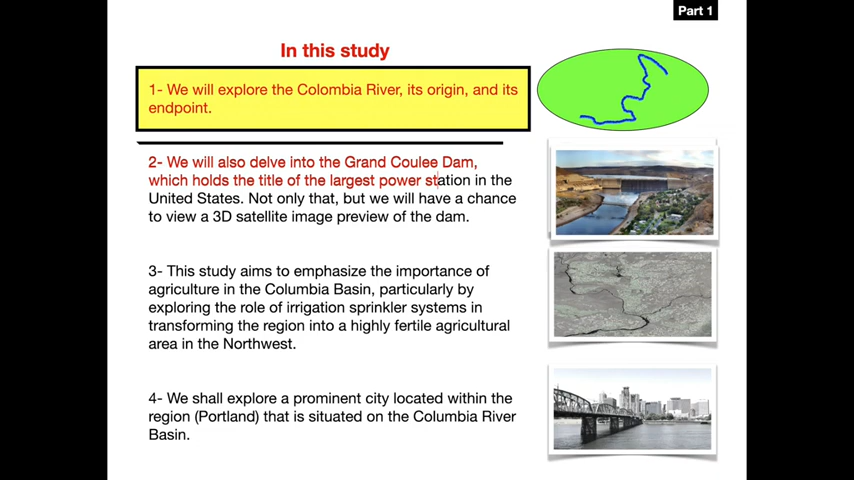 Part 1
In this study
1- We will explore the Colombia River, its origin, and its
endpoint.
2- We will also delve into the Grand Coulee Dam,
which holds the title of the largest power station in the
United States. Not only that, but we will have a chance
to view a 3D satellite image preview of the dam.
3- This study aims to emphasize the importance of
agriculture in the Columbia Basin, particularly by
exploring the role of irrigation sprinkler systems in
transforming the region into a highly fertile agricultural
area in the Northwest.
4- We shall explore a prominent city located within the
region (Portland) that is situated on the Columbia River
Basin.